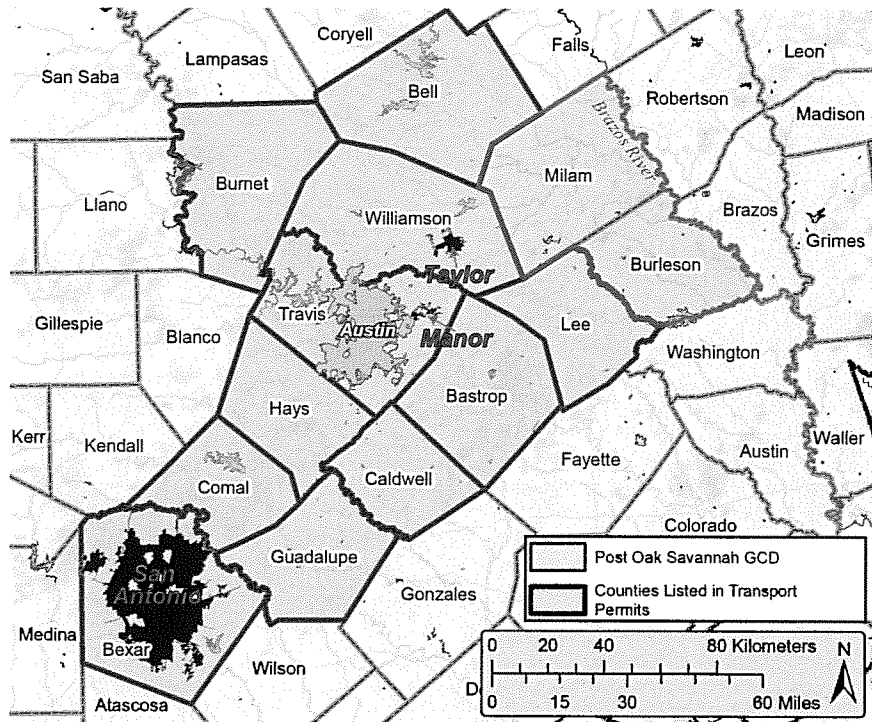 Coryell
Falls
Leon
Lampasas
San Saba
Bell
Robertson
Madison
Brazos River
Burnet
Milam
Llano
Williamson
Brazos
Grimes
Taylor
Burleson
Travis
Austin
Manor
Lee
Gillespie
Blanco
Washington
Hays
Bastrop
Kerr
Kendall
Caldwell
Fayette
Austin
Waller
Comal
Colorado
Guadalupe
San
Antonio
Gonzales
Medina
Bexar
Wilson
Atascosa
Post Oak Savannah GCD
Counties Listed in Transport
Permits
0 20 40 80 Kilometers
N
0 15 30 60 Miles